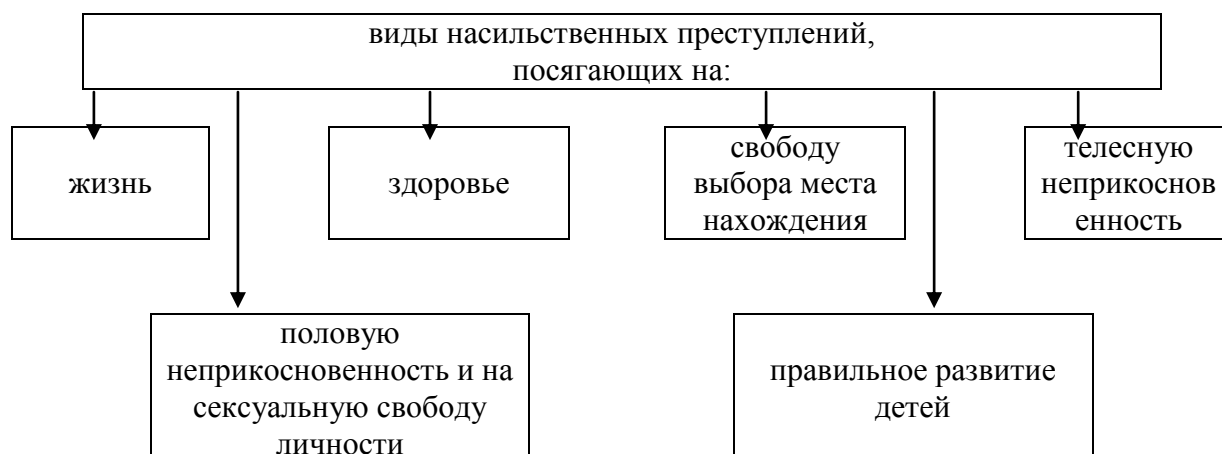 виды насильственных преступлений,
посягающих на:
жизнь
здоровье
свободу
выбора места
нахождения
телесную
неприкоснов
енность
половую
неприкосновенность и на
сексуальную свободу
личности
правильное развитие
детей